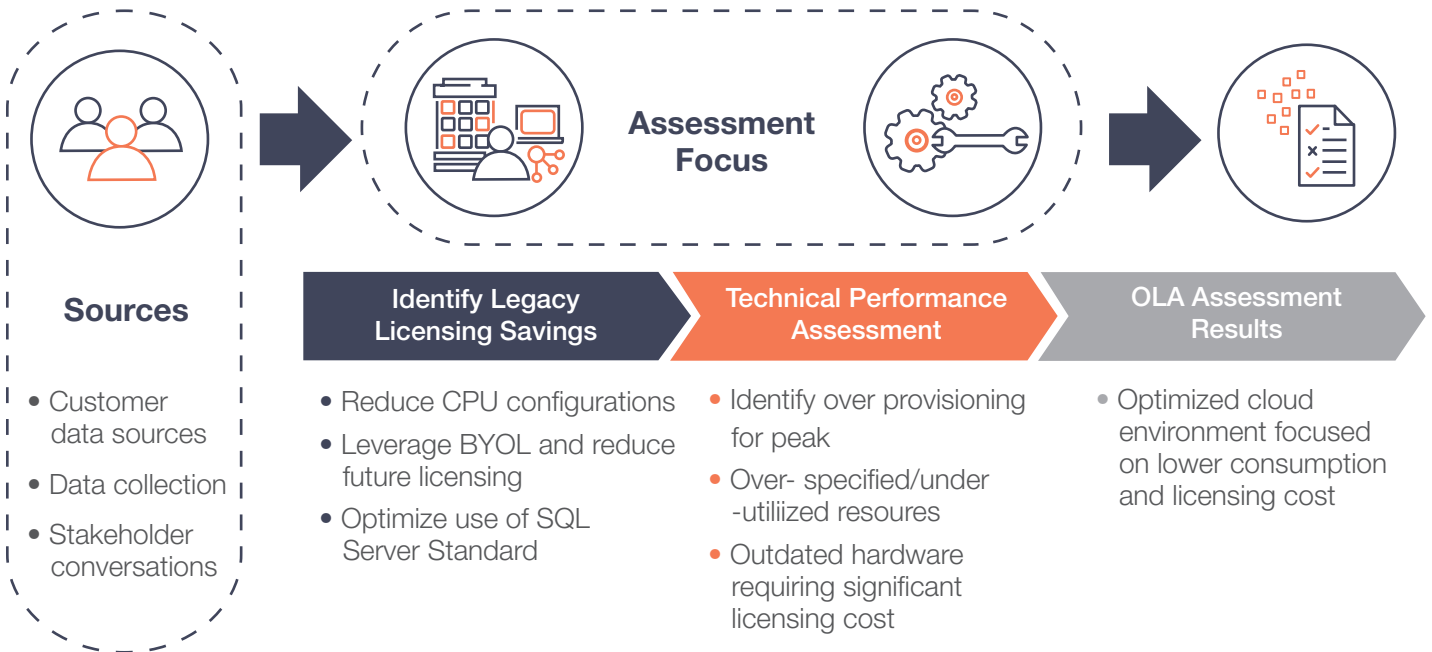 Assessment
Focus
Sources
• Customer
data sources
• Data collection
• Stakeholder
conversations
Identify Legacy
Licensing Savings
• Reduce CPU configurations
• Leverage BYOL and reduce
future licensing
• Optimize use of SQL
Server Standard
Technical Performance
Assessment
• Identify over provisioning
for peak
• Over- specified/under
-utiliized resoures
• Outdated hardware
requiring significant
licensing cost
OLA Assessment
Results
• Optimized cloud
environment focused
on lower consumption
and licensing cost